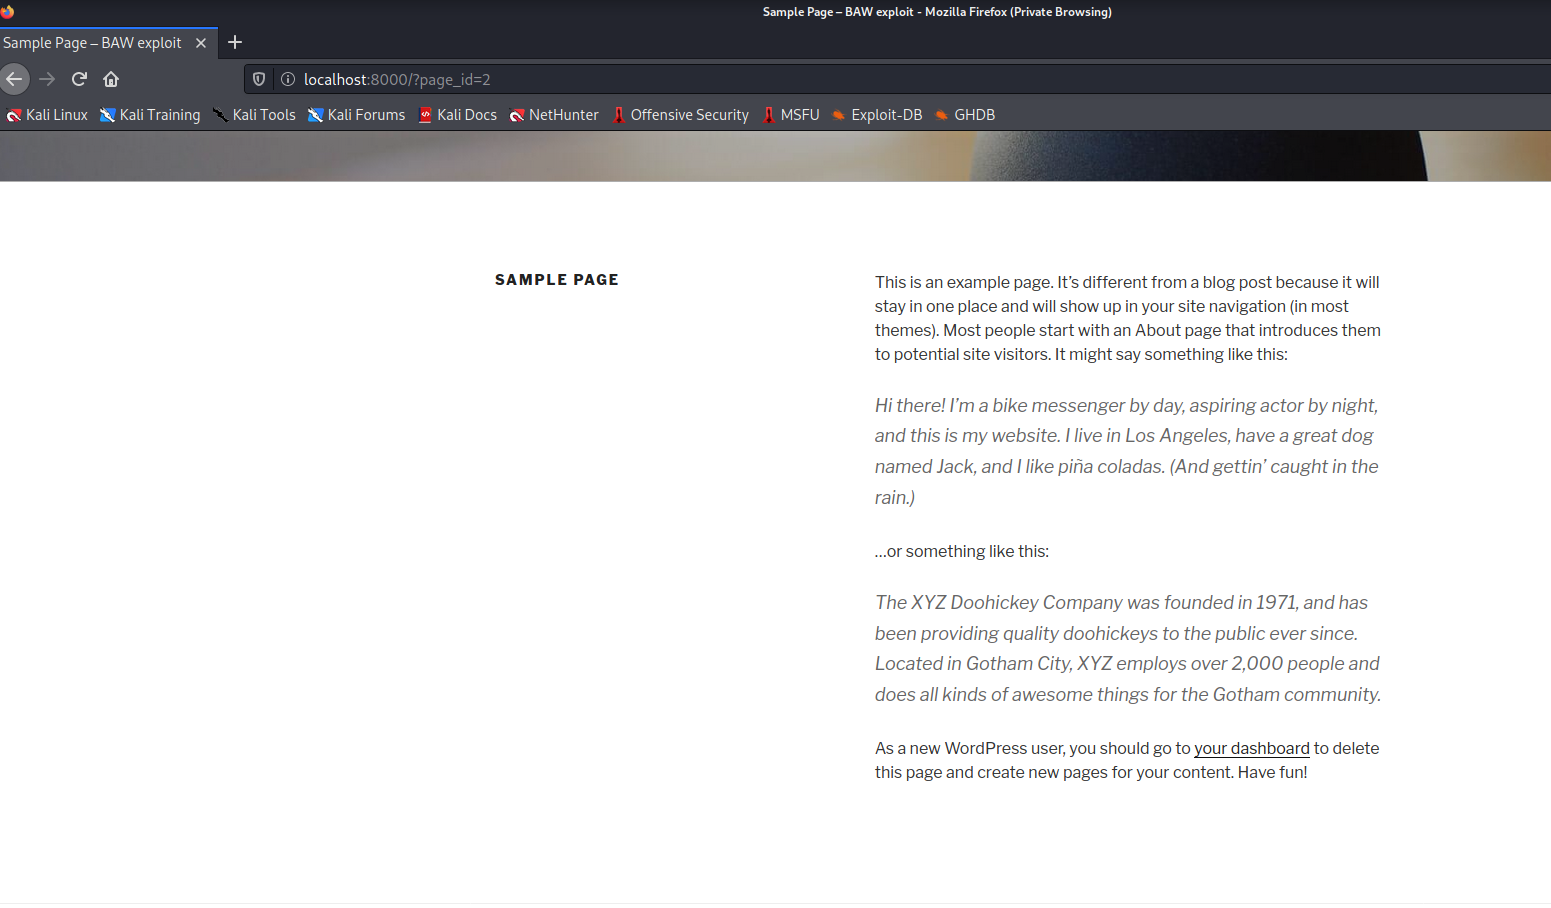 Sample Page – BAW exploit - Mozilla Firefox (Private Browsing)
Sample Page – BAW exploit
localhost:8000/?page_id=2
Kali Linux Kali Training Kali Tools Kali Forums Kali Docs NetHunter Offensive Security MSFU Exploit-DB GHDB
SAMPLE PAGE
This is an example page. It’s different from a blog post because it will
stay in one place and will show up in your site navigation (in most
themes). Most people start with an About page that introduces them
to potential site visitors. It might say something like this:
Hi there! I’m a bike messenger by day, aspiring actor by night,
and this is my website. I live in Los Angeles, have a great dog
named Jack, and I like piña coladas. (And gettin’ caught in the
rain.)
…or something like this:
The XYZ Doohickey Company was founded in 1971, and has
been providing quality doohickeys to the public ever since.
Located in Gotham City, XYZ employs over 2,000 people and
does all kinds of awesome things for the Gotham community.
As a new WordPress user, you should go to your dashboard to delete
this page and create new pages for your content. Have fun!